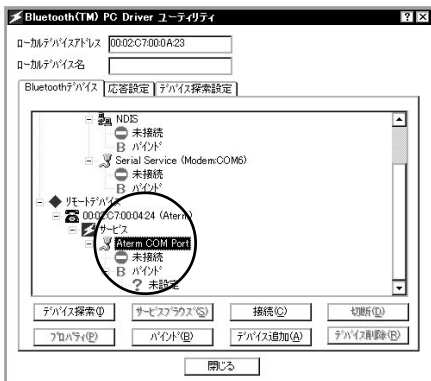 Bluetooth(TM) PC Driver ユーティリティ
ローカルデバイスアドレス 00:02:C7:00:0A:23
ローカルデバイス名
Bluetoothデバイス 応答設定 デバイス探索設定
NDIS
未接続
B バインド
Serial Service (Modem:COM6)
未接続
B バインド
リモートデバイス
00:02:C7:00:04:24 (Aterm)
サービス
Aterm COM Port
未接続
B バインド
? 未設定
デバイス探索(I) サービスブラウズ(S) 接続(C) 切断(D)
プロパティ(P) バインド(B) デバイス追加(A) デバイス削除(R)
閉じる